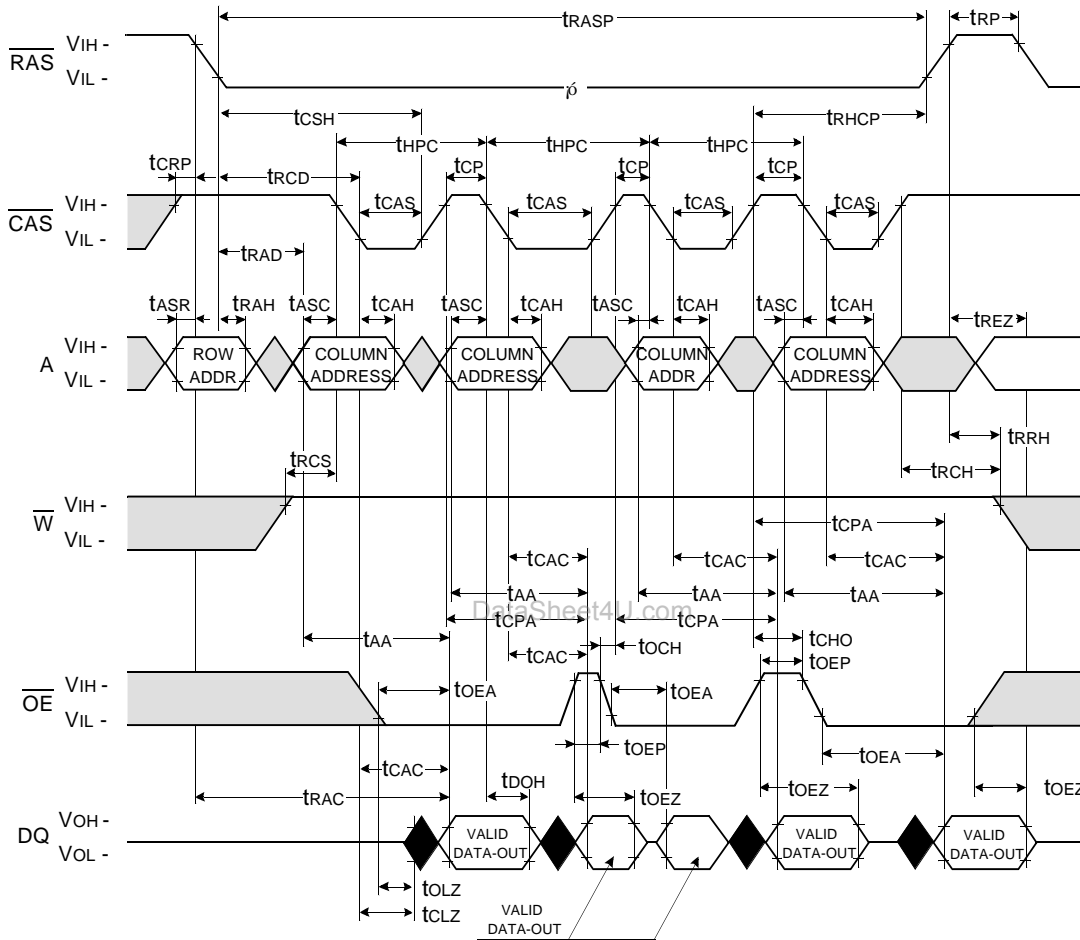 tRASP
tRP
RAS
VIH -
VIL -
tCSH
tRHCP
tHPC
tHPC
tHPC
tCRP
tRCD
tCP
tCP
tCP
CAS
VIH -
VIL -
tCAS
tCAS
tCAS
tCAS
tRAD
tASR
tRAH
tASC
tCAH
tASC
tCAH
tASC
tCAH
tASC
tCAH
tREZ
A
VIH -
VIL -
ROW
ADDR
COLUMN
ADDRESS
COLUMN
ADDRESS
COLUMN
ADDR
COLUMN
ADDRESS
tRRH
tRCS
tRCH
W
VIH -
VIL -
tCPA
tCAC
tCAC
tCAC
tAA
tAA
tAA
DataSheet4U.com
tCPA
tCPA
tAA
tCAC
tOCH
tCHO
tOEP
OE
VIH -
VIL -
tOEA
tOEA
tOEP
tOEA
tCAC
tDOH
tRAC
tOEZ
tOEZ
tOEZ
DQ
VOH -
VOL -
VALID
DATA-OUT
VALID
DATA-OUT
VALID
DATA-OUT
tOLZ
tCLZ
VALID
DATA-OUT